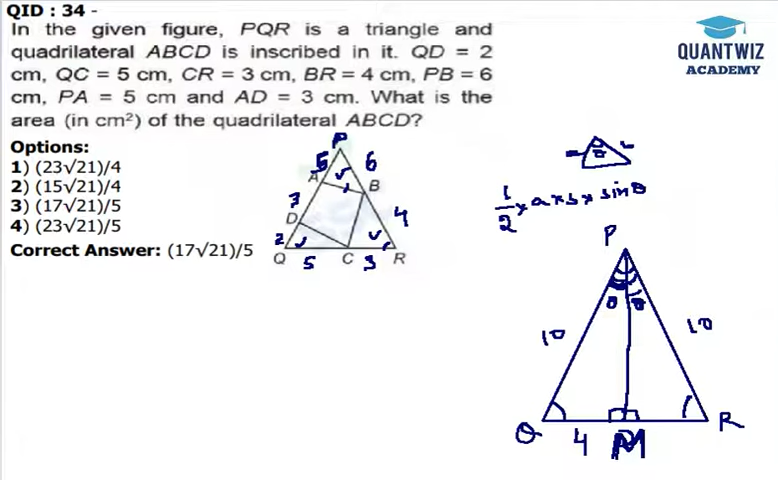 QID : 34 -
In the given figure, PQR is a triangle and
quadrilateral ABCD is inscribed in it. QD = 2
cm, QC = 5 cm, CR = 3 cm, BR = 4 cm, PB = 6
cm, PA = 5 cm and AD = 3 cm. What is the
area (in cm²) of the quadrilateral ABCD?
Options:
1) (23√21)/4
2) (15√21)/4
3) (17√21)/5
4) (23√21)/5
Correct Answer: (17√21)/5
P
5 6
A B
3 4
D
2
Q 5 C 3 R
QUANTWIZ
ACADEMY
θ
1/2 × a × b × sinθ
P
θ θ
10 10
Q 4 M R